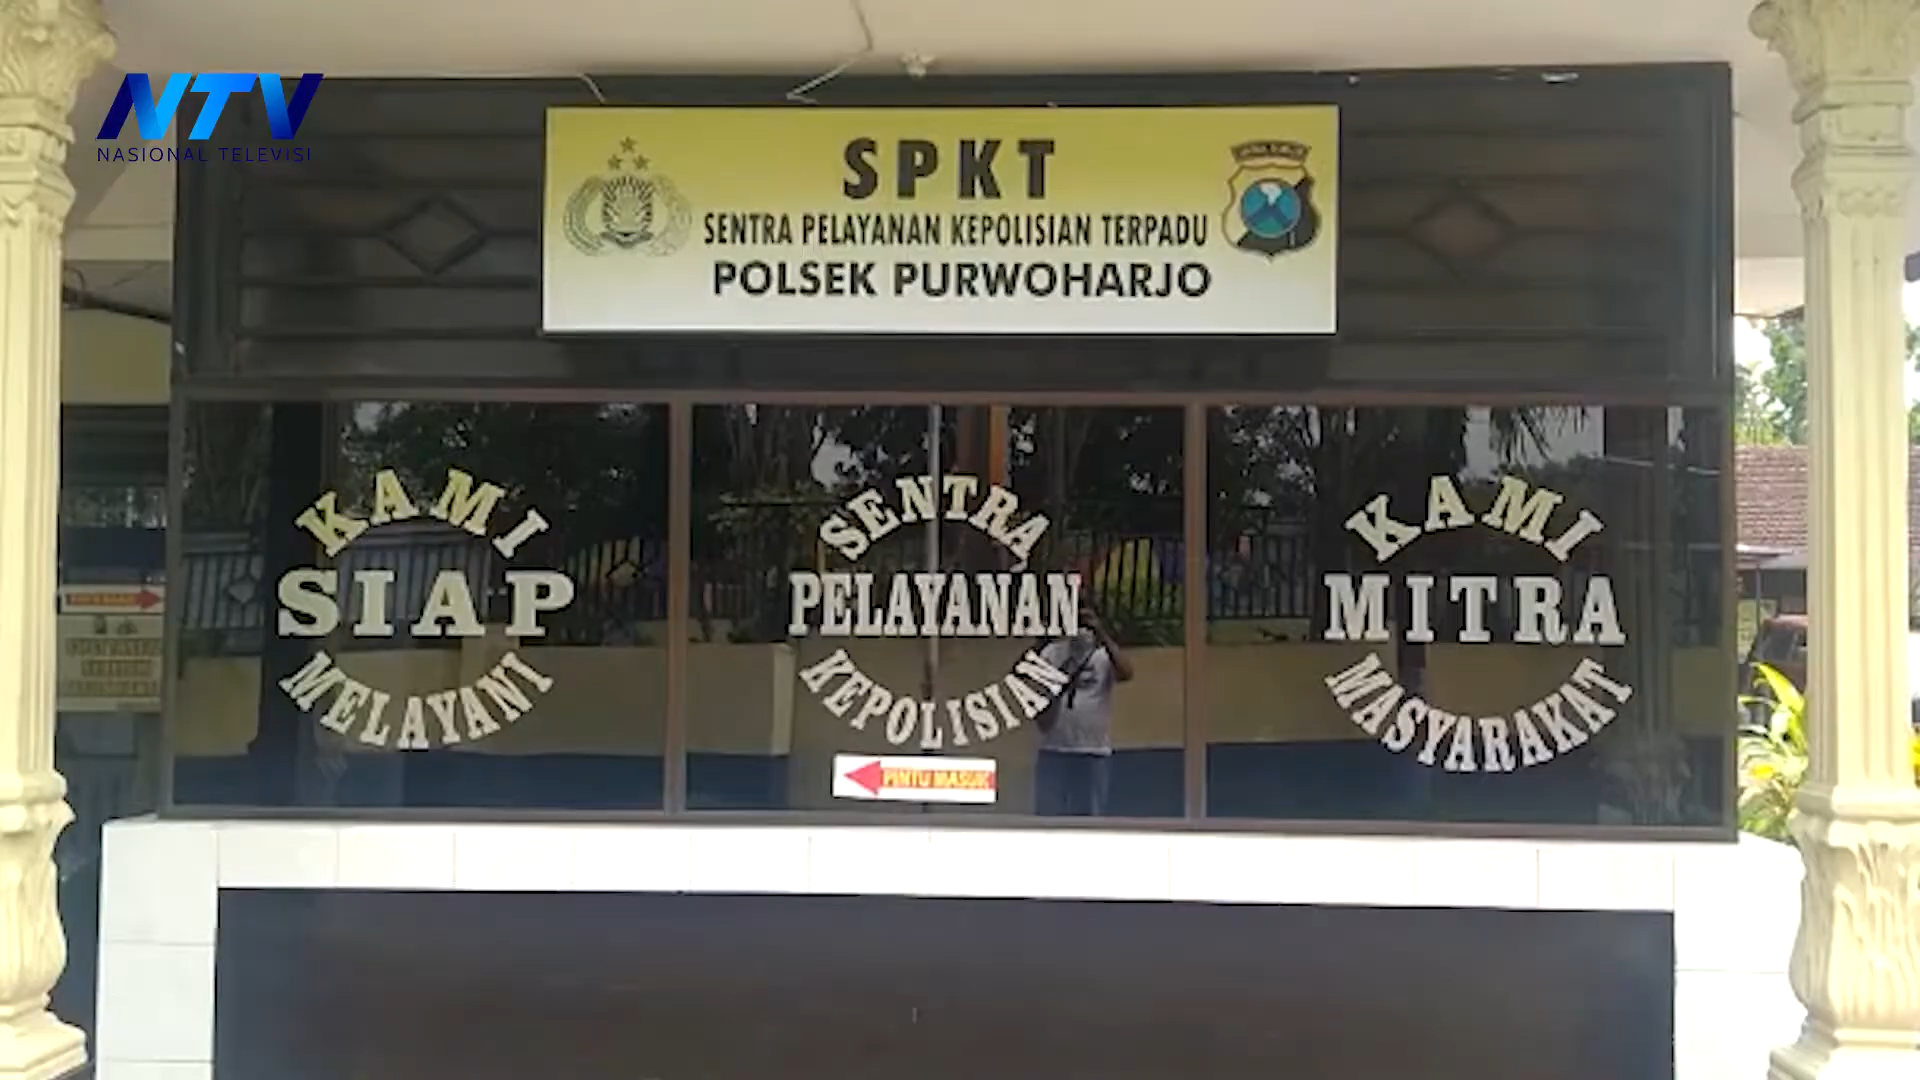 NTV
NASIONAL TELEVISI
SPKT
SENTRA PELAYANAN KEPOLISIAN TERPADU
POLSEK PURWOHARJO
KAMI
SIAP
MELAYANI
SENTRA
PELAYANAN
KEPOLISIAN
KAMI
MITRA
MASYARAKAT
PINTU MASUK